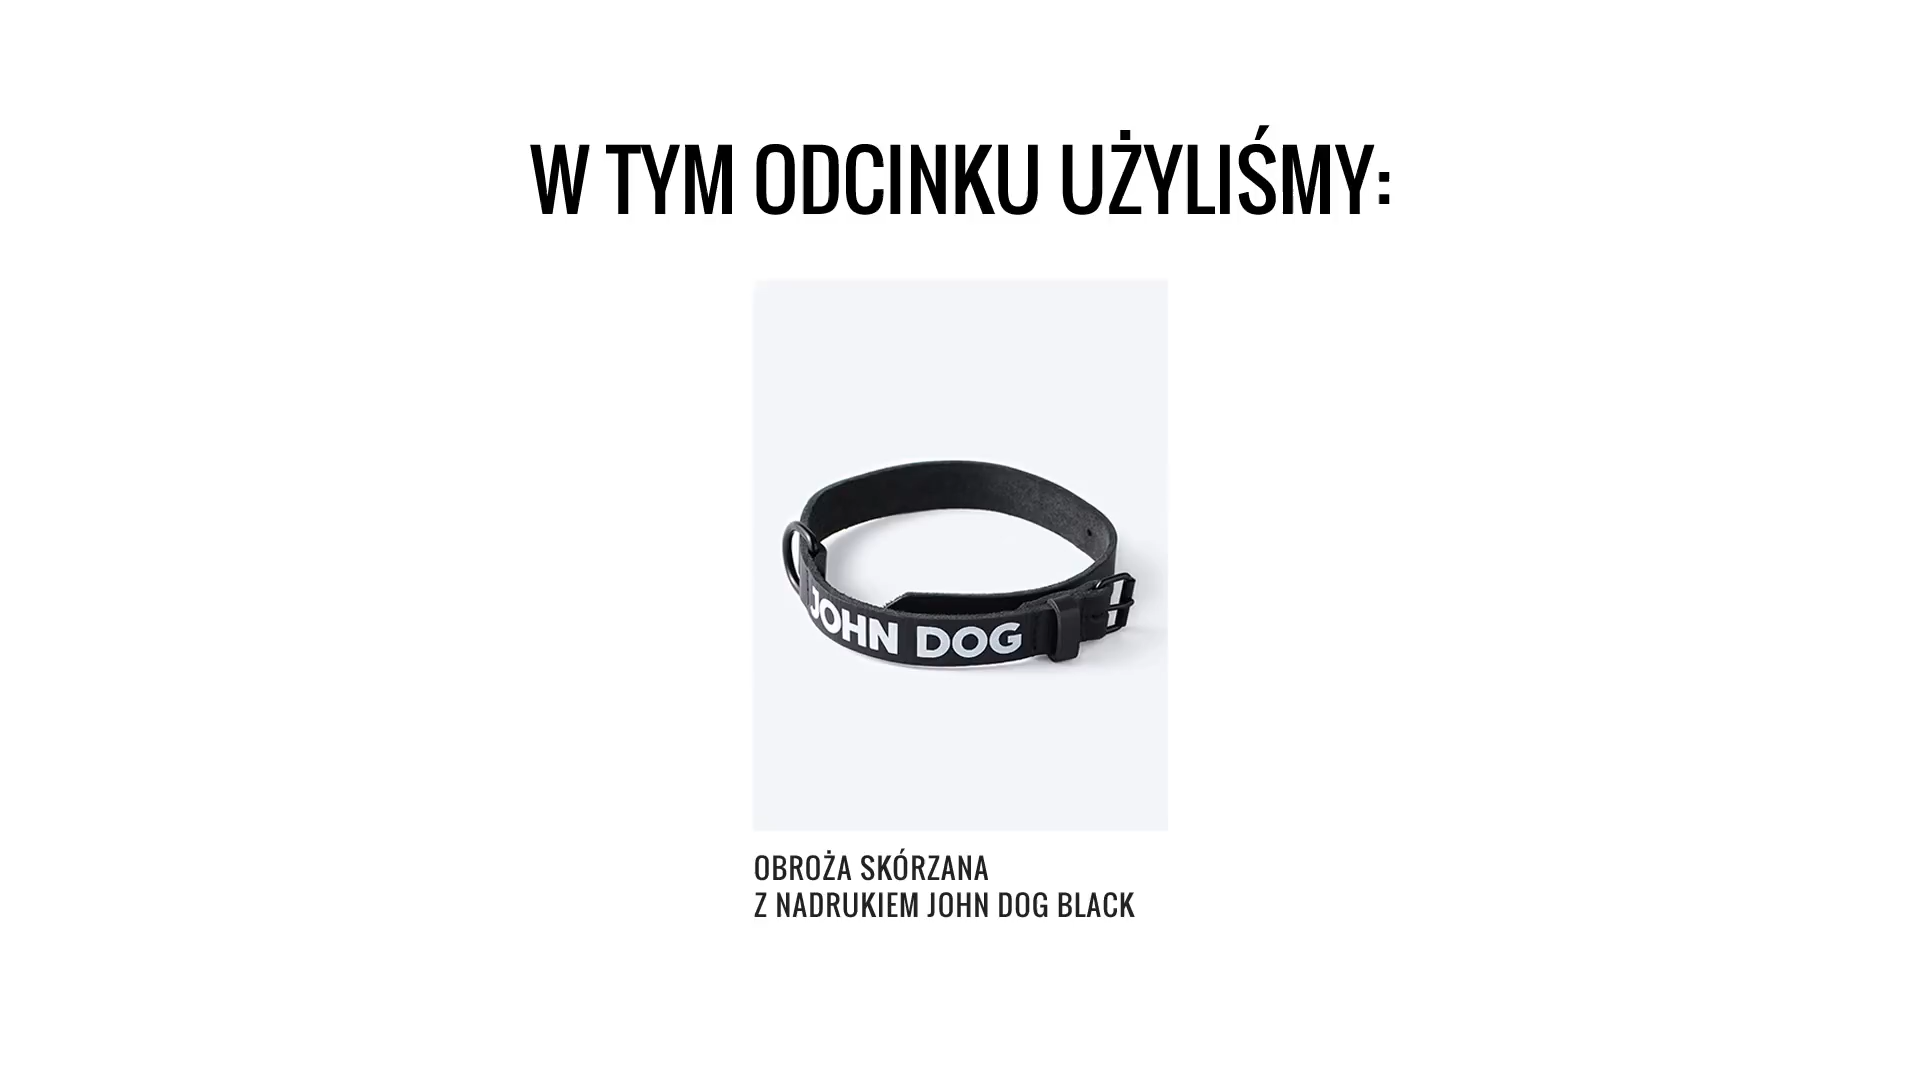 W TYM ODCINKU UŻYLIŚMY:
JOHN DOG
OBROŻA SKÓRZANA
Z NADRUKIEM JOHN DOG BLACK